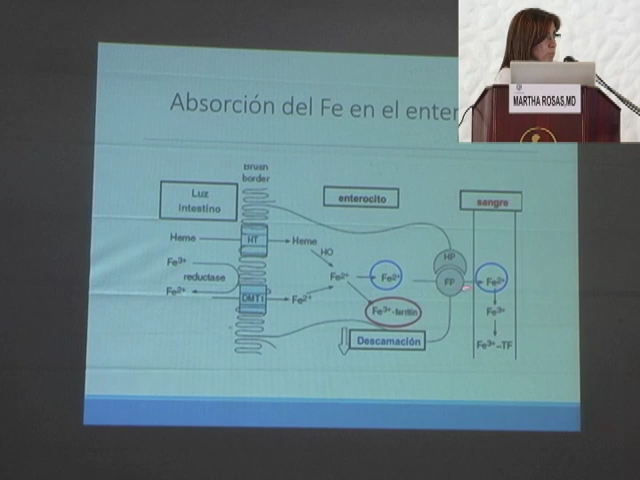 MARTHA ROSAS,MD
Absorción del Fe en el enter
Brush
border
Luz
intestino
enterocito
sangre
Heme
HT
Heme
HO
HP
Fe³⁺
reductase
Fe²⁺
Fe²⁺
FP
Fe²⁺
Fe²⁺
DMT1
Fe²⁺
Fe³⁺-ferritin
Fe³⁺
Descamación
Fe³⁺-TF